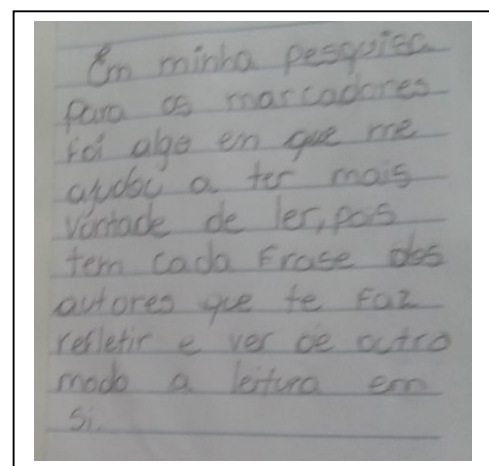 Em minha pesquisa
para os marcadores
foi algo en que me
ajudou a ter mais
vontade de ler, pois
tem cada frase dos
autores que te faz
refletir e ver de outro
modo a leitura em
si.